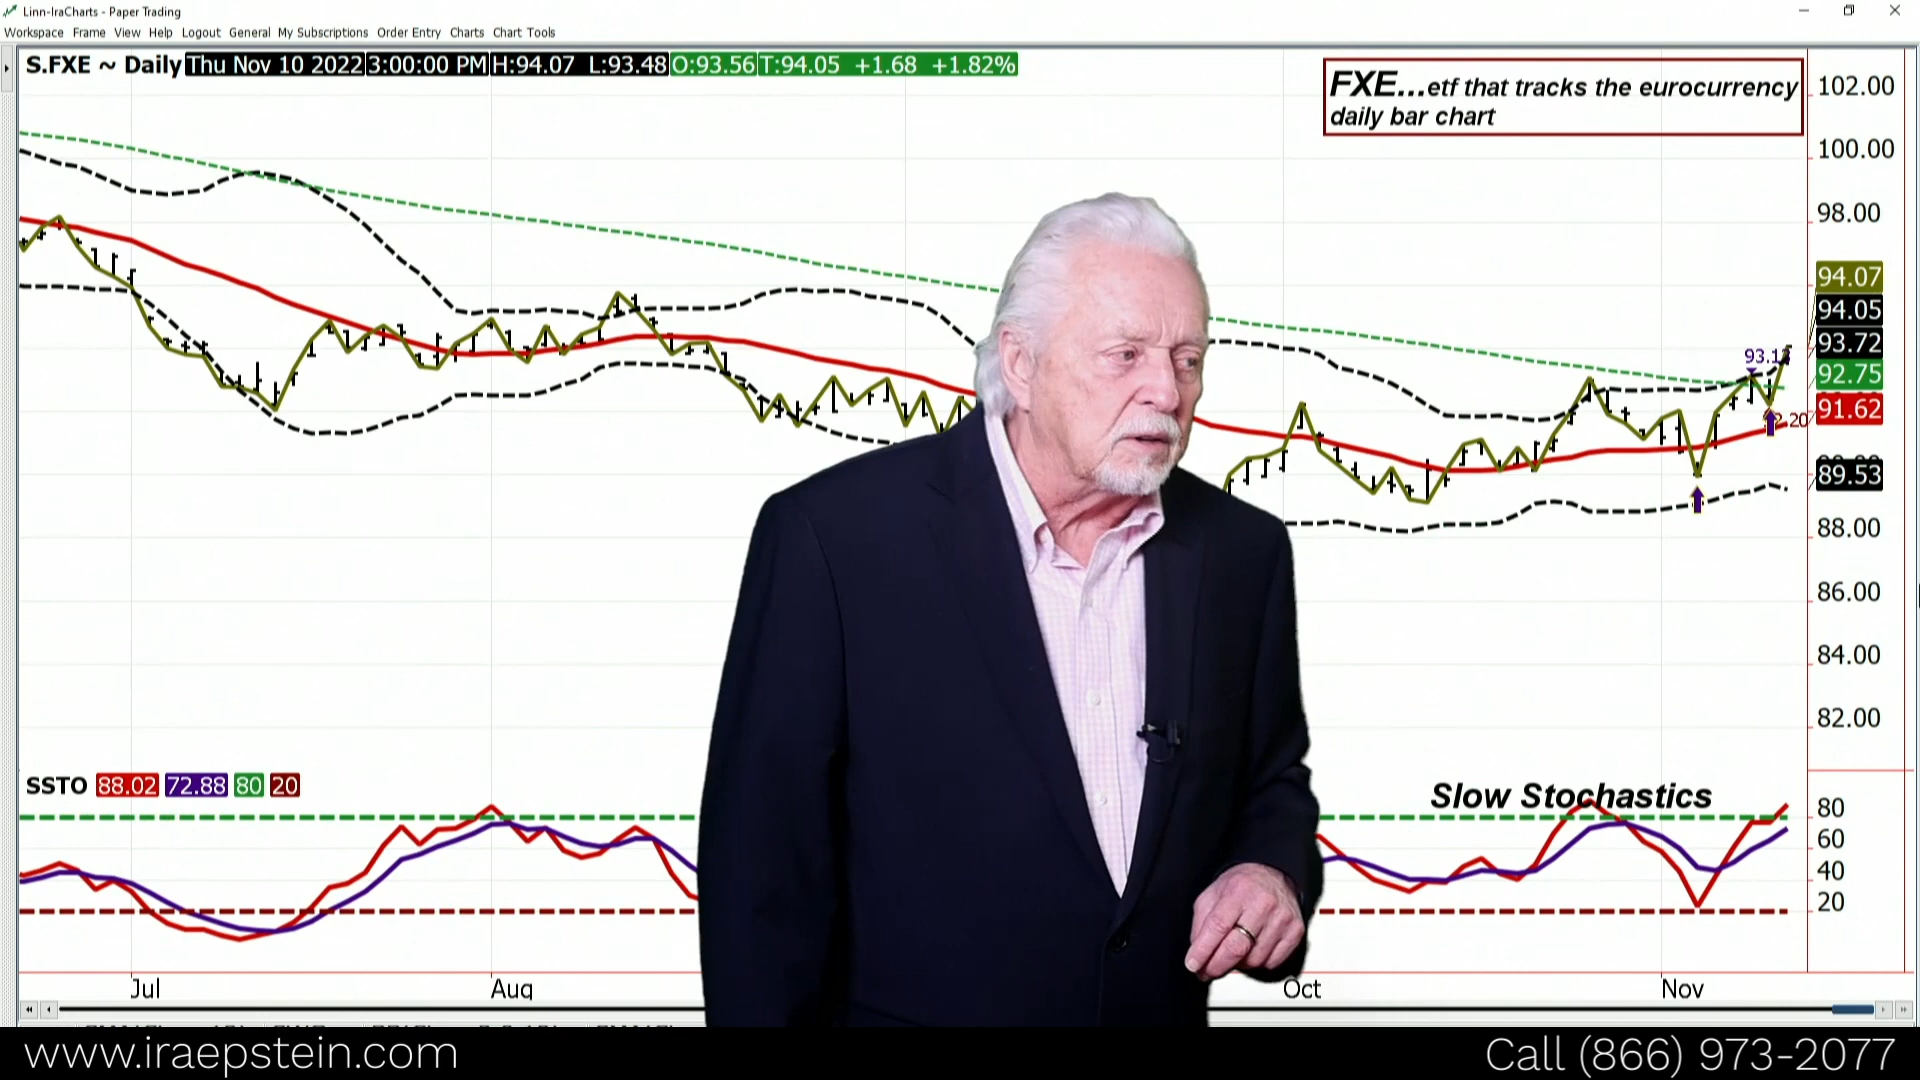 Linn-IraCharts - Paper Trading
Workspace Frame View Help Logout General My Subscriptions Order Entry Charts Chart Tools
S.FXE ~ Daily Thu Nov 10 2022 3:00:00 PM H:94.07 L:93.48 O:93.56 T:94.05 +1.68 +1.82%
FXE...etf that tracks the eurocurrency
daily bar chart
102.00
100.00
98.00
94.07
94.05
93.72
92.75
91.62
89.53
88.00
86.00
84.00
82.00
SSTO 88.02 72.88 80 20
Slow Stochastics
80
60
40
20
Jul Aug Oct Nov
www.iraepstein.com
Call (866) 973-2077